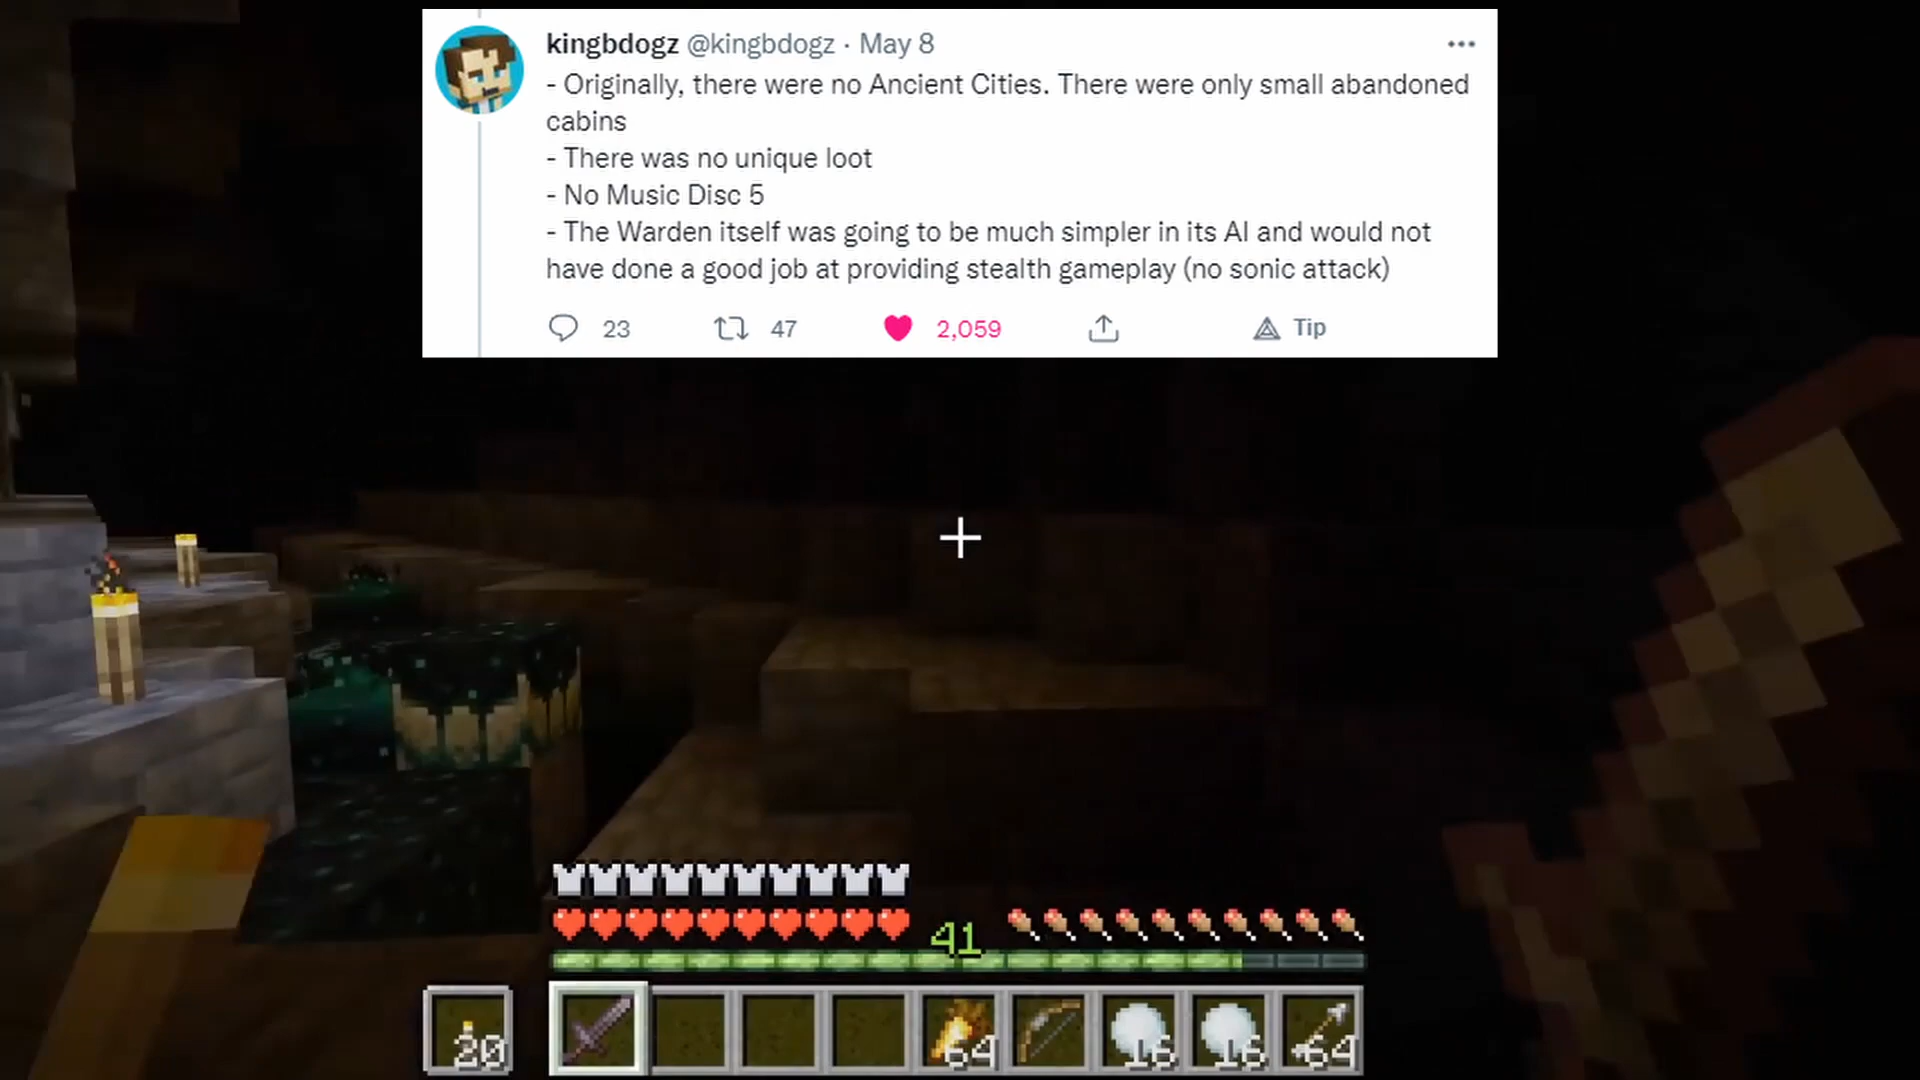 kingbdogz @kingbdogz · May 8
- Originally, there were no Ancient Cities. There were only small abandoned
cabins
- There was no unique loot
- No Music Disc 5
- The Warden itself was going to be much simpler in its AI and would not
have done a good job at providing stealth gameplay (no sonic attack)
23 47 2,059 Tip
41
20 64 16 16 64